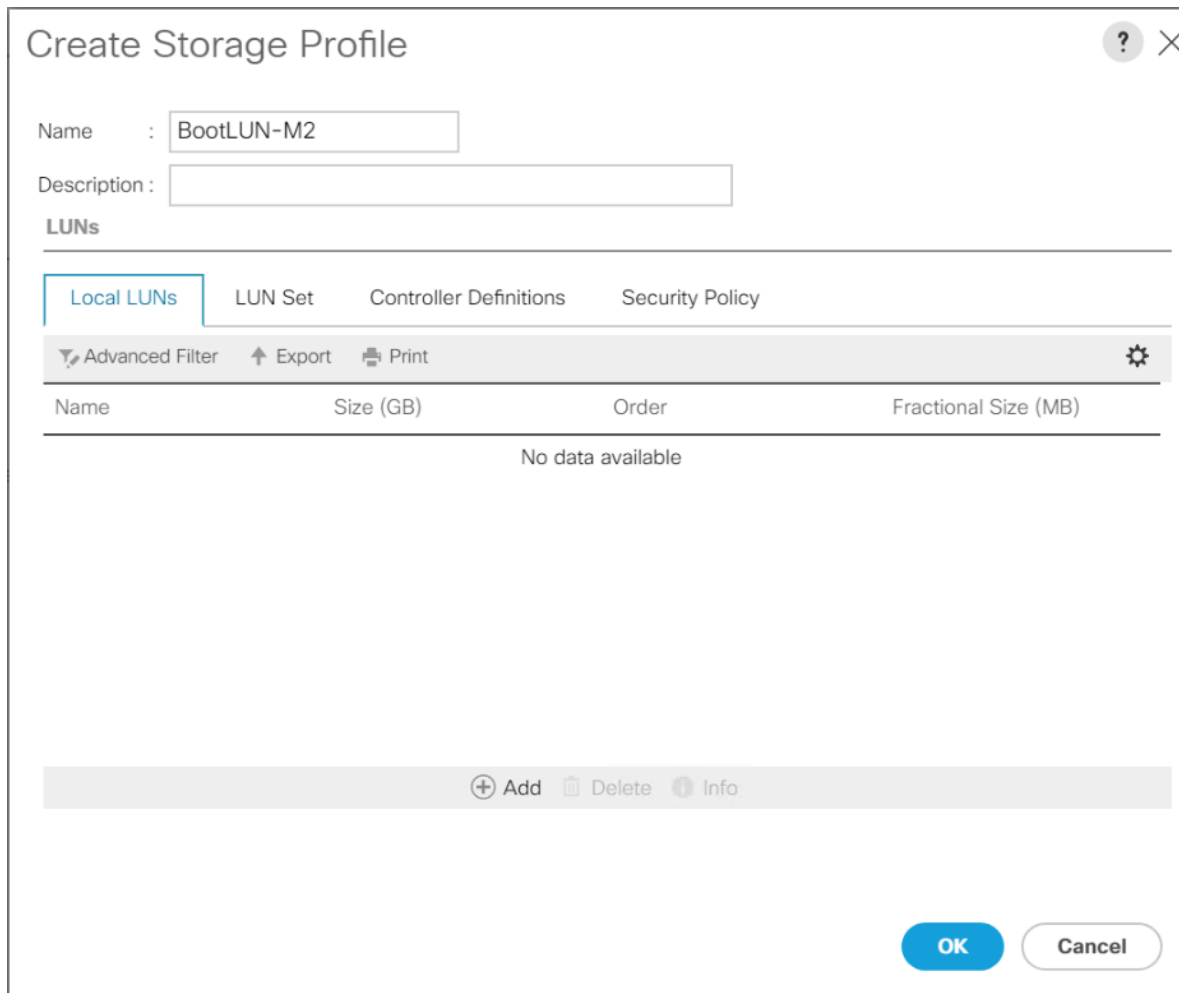 Create Storage Profile ?
Name : BootLUN-M2
Description :
LUNs
Local LUNs LUN Set Controller Definitions Security Policy
Advanced Filter Export Print
Name Size (GB) Order Fractional Size (MB)
No data available
Add Delete Info
OK Cancel